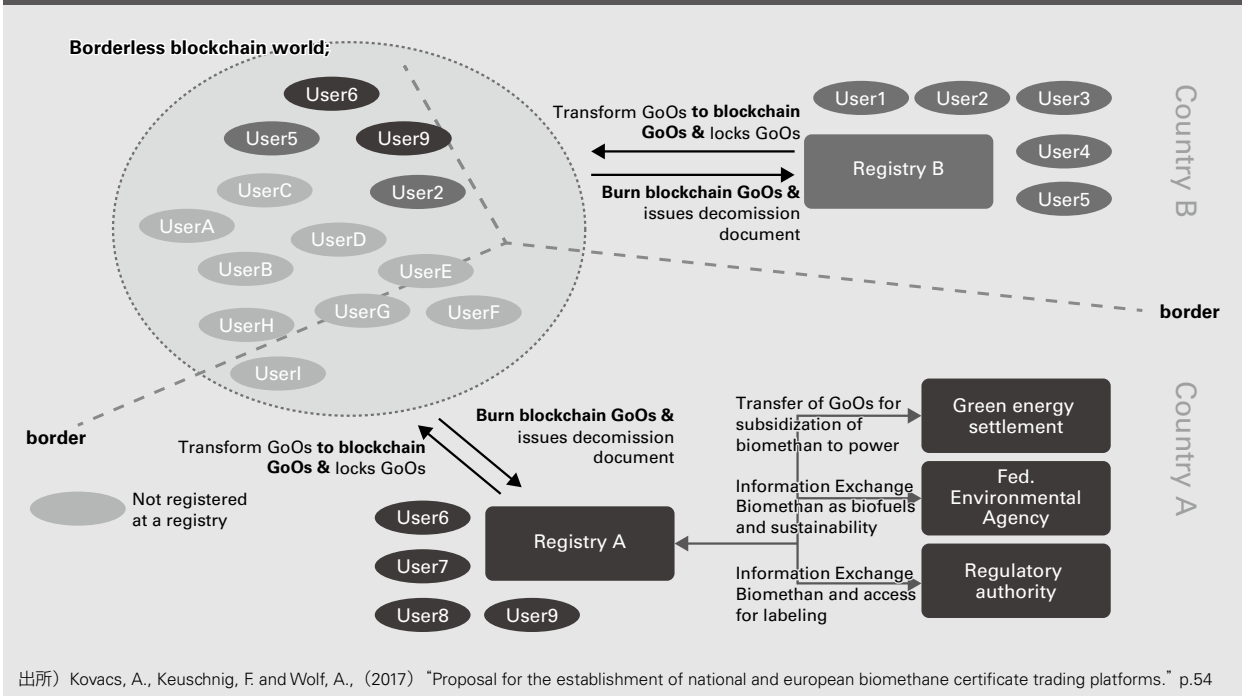 Borderless blockchain world;
User6
User5
User9
UserC
User2
UserA
UserD
UserB
UserE
UserG
UserF
UserH
UserI
Transform GoOs to blockchain
GoOs & locks GoOs
Burn blockchain GoOs &
issues decomission
document
User1
User2
User3
Registry B
User4
User5
Country B
border
border
Country A
Transform GoOs to blockchain
GoOs & locks GoOs
Burn blockchain GoOs &
issues decomission
document
Not registered
at a registry
User6
User7
User8
User9
Registry A
Transfer of GoOs for
subsidization of
biomethan to power
Information Exchange
Biomethan as biofuels
and sustainability
Information Exchange
Biomethan and access
for labeling
Green energy
settlement
Fed.
Environmental
Agency
Regulatory
authority
出所）Kovacs, A., Keuschnig, F. and Wolf, A.,（2017）“Proposal for the establishment of national and european biomethane certificate trading platforms.” p.54